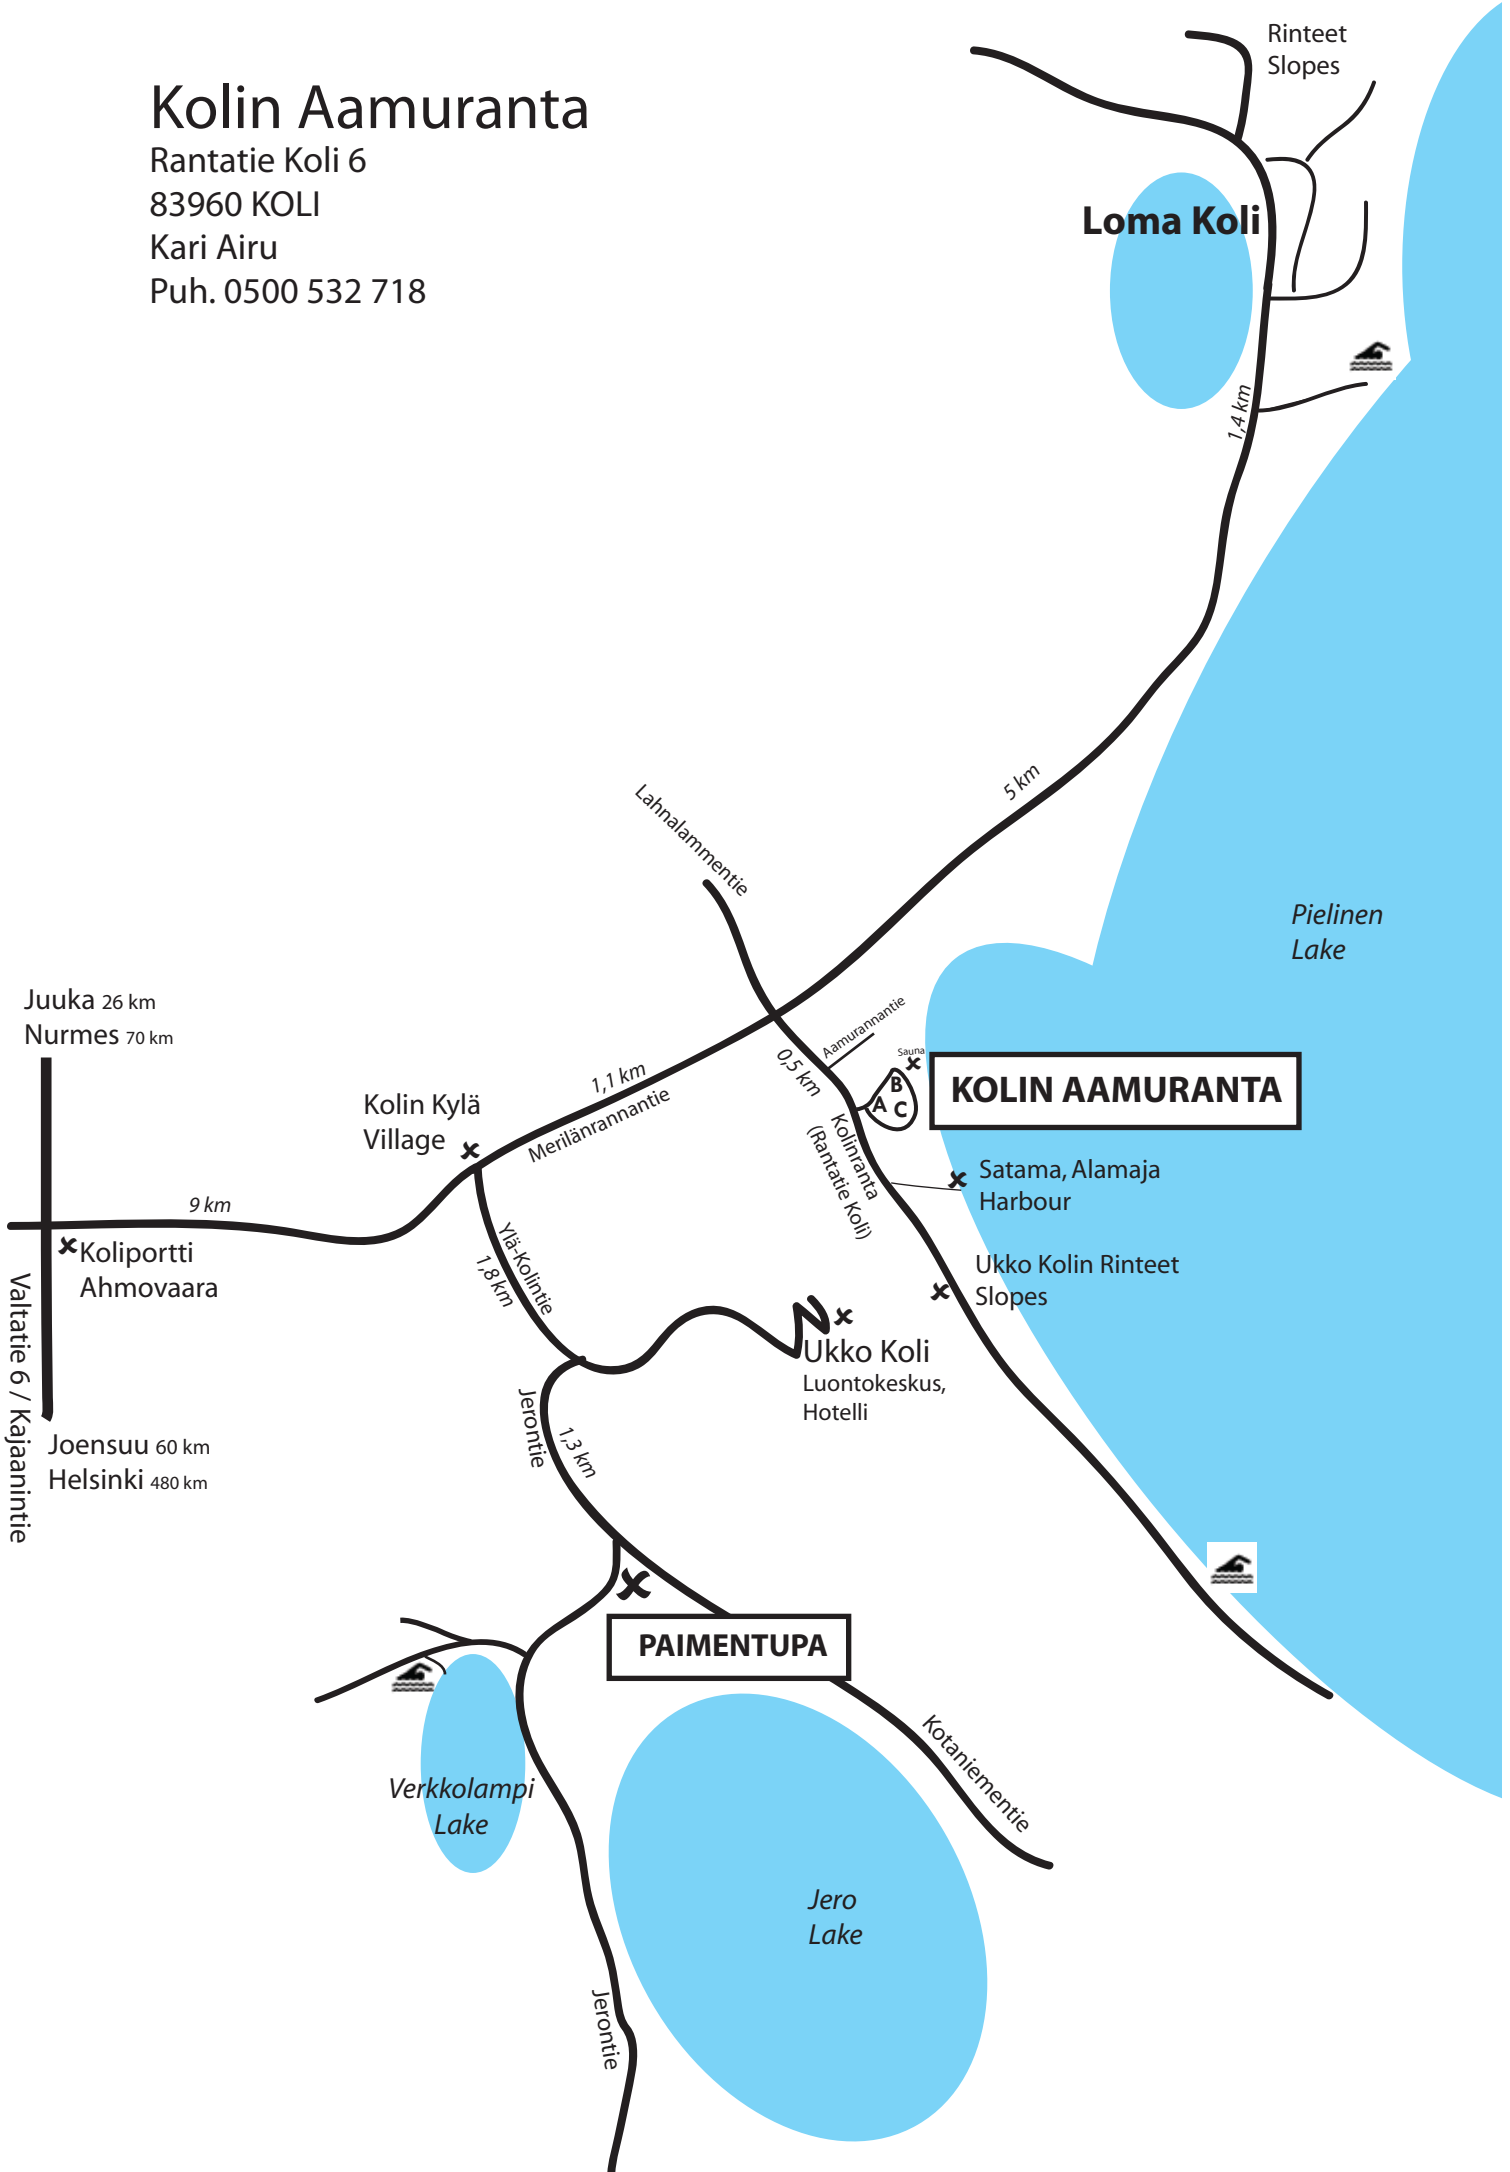 Kolin Aamuranta
Rantatie Koli 6
83960 KOLI
Kari Airu
Puh. 0500 532 718
Rinteet
Slopes
Loma Koli
1,4 km
5 km
Lahnalammentie
Pielinen
Lake
Juuka 26 km
Nurmes 70 km
Aamurannantie
0,5 km
Sauna
B
A C
KOLIN AAMURANTA
1,1 km
Merilänrannantie
Kolin Kylä
Village
Kolinranta
(Rantatie Koli)
Satama, Alamaja
Harbour
9 km
Koliportti
Ahmovaara
Ylä-Kolintie
1,8 km
Ukko Kolin Rinteet
Slopes
Valtatie 6 / Kajaanintie
Ukko Koli
Luontokeskus,
Hotelli
Jerontie
1,3 km
Joensuu 60 km
Helsinki 480 km
PAIMENTUPA
Kotaniementie
Verkkolampi
Lake
Jero
Lake
Jerontie